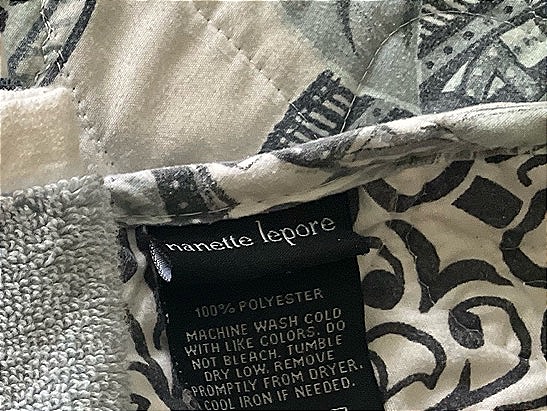 nanette lepore
100% POLYESTER
MACHINE WASH COLD
WITH LIKE COLORS. DO
NOT BLEACH. TUMBLE
DRY LOW. REMOVE
PROMPTLY FROM DRYER.
COOL IRON IF NEEDED.